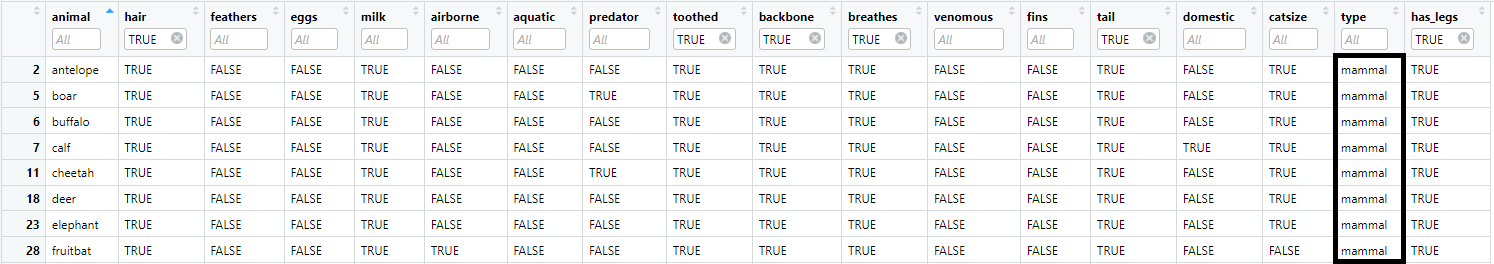 animal hair feathers eggs milk airborne aquatic predator toothed backbone breathes venomous fins tail domestic catsize type has_legs
All TRUE All All All All All All TRUE TRUE TRUE All All TRUE All All All TRUE
2 antelope TRUE FALSE FALSE TRUE FALSE FALSE FALSE TRUE TRUE TRUE FALSE FALSE TRUE FALSE TRUE mammal TRUE
5 boar TRUE FALSE FALSE TRUE FALSE FALSE TRUE TRUE TRUE TRUE FALSE FALSE TRUE FALSE TRUE mammal TRUE
6 buffalo TRUE FALSE FALSE TRUE FALSE FALSE FALSE TRUE TRUE TRUE FALSE FALSE TRUE FALSE TRUE mammal TRUE
7 calf TRUE FALSE FALSE TRUE FALSE FALSE FALSE TRUE TRUE TRUE FALSE FALSE TRUE TRUE TRUE mammal TRUE
11 cheetah TRUE FALSE FALSE TRUE FALSE FALSE TRUE TRUE TRUE TRUE FALSE FALSE TRUE FALSE TRUE mammal TRUE
18 deer TRUE FALSE FALSE TRUE FALSE FALSE FALSE TRUE TRUE TRUE FALSE FALSE TRUE FALSE TRUE mammal TRUE
23 elephant TRUE FALSE FALSE TRUE FALSE FALSE FALSE TRUE TRUE TRUE FALSE FALSE TRUE FALSE TRUE mammal TRUE
28 fruitbat TRUE FALSE FALSE TRUE TRUE FALSE FALSE TRUE TRUE TRUE FALSE FALSE TRUE FALSE FALSE mammal TRUE